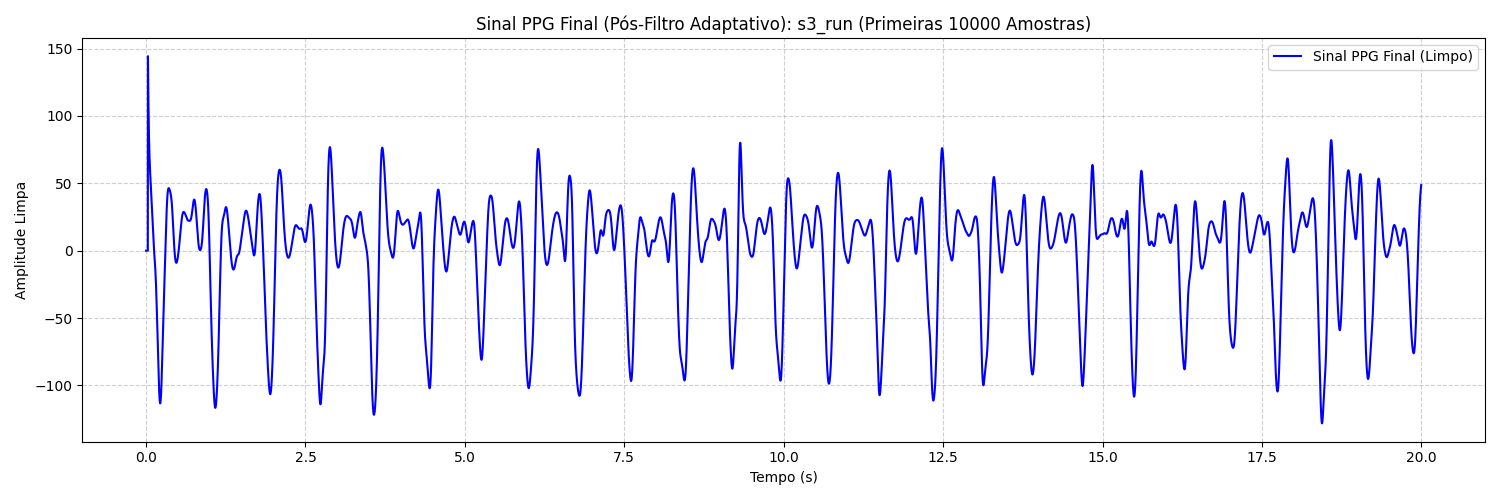 Sinal PPG Final (Pós-Filtro Adaptativo): s3_run (Primeiras 10000 Amostras)
Sinal PPG Final (Limpo)
Amplitude Limpa
150
100
50
0
−50
−100
0.0 2.5 5.0 7.5 10.0 12.5 15.0 17.5 20.0
Tempo (s)